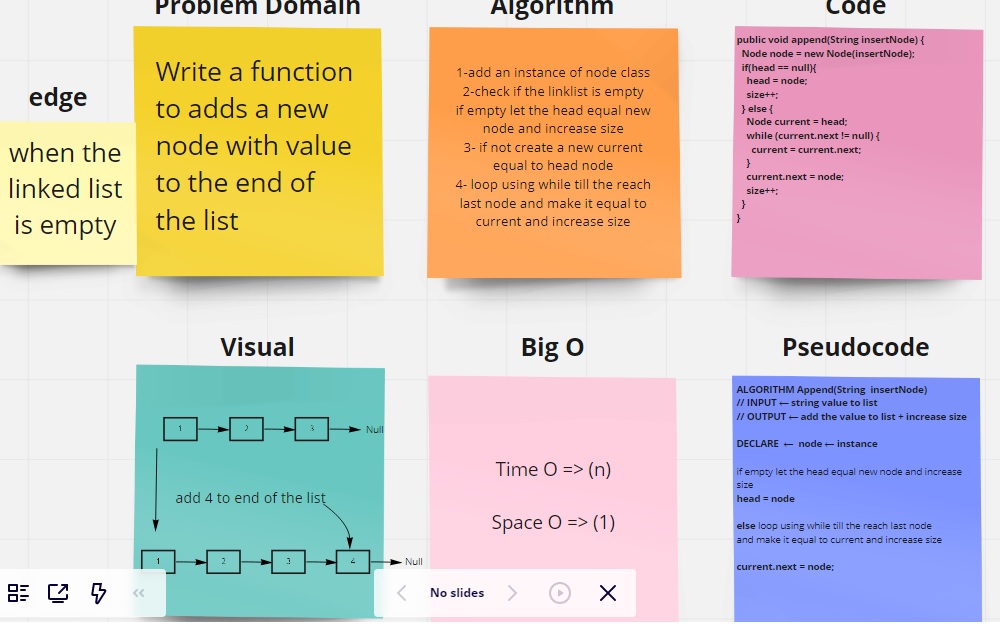 Problem Domain
Algorithm
Code
edge
when the
linked list
is empty
Write a function
to adds a new
node with value
to the end of
the list
1-add an instance of node class
2-check if the linklist is empty
if empty let the head equal new
node and increase size
3- if not create a new current
equal to head node
4- loop using while till the reach
last node and make it equal to
current and increase size
public void append(String insertNode) {
Node node = new Node(insertNode);
if(head == null){
head = node;
size++;
} else {
Node current = head;
while (current.next != null) {
current = current.next;
}
current.next = node;
size++;
}
}
Visual
Big O
Pseudocode
1 2 3 Null
add 4 to end of the list
1 2 3 4 Null
Time O => (n)
Space O => (1)
ALGORITHM Append(String insertNode)
// INPUT ← string value to list
// OUTPUT ← add the value to list + increase size
DECLARE ← node ← instance
if empty let the head equal new node and increase
size
head = node
else loop using while till the reach last node
and make it equal to current and increase size
current.next = node;
No slides